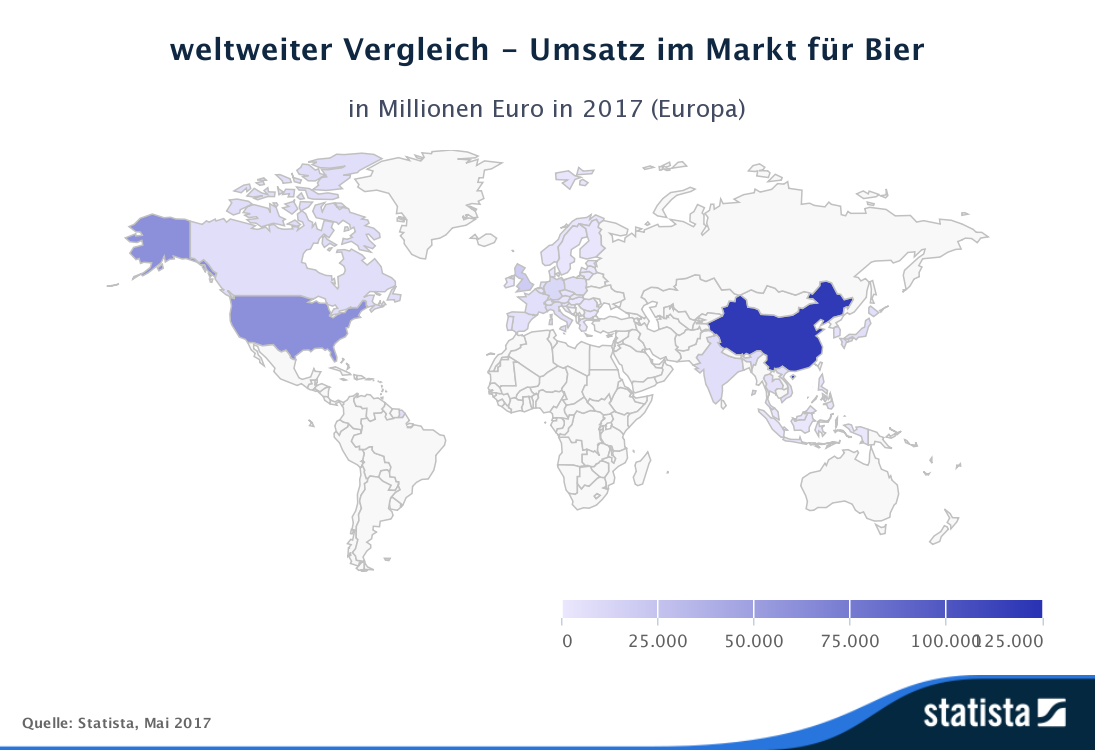 weltweiter Vergleich – Umsatz im Markt für Bier
in Millionen Euro in 2017 (Europa)
0 25.000 50.000 75.000 100.000 125.000
Quelle: Statista, Mai 2017
statista